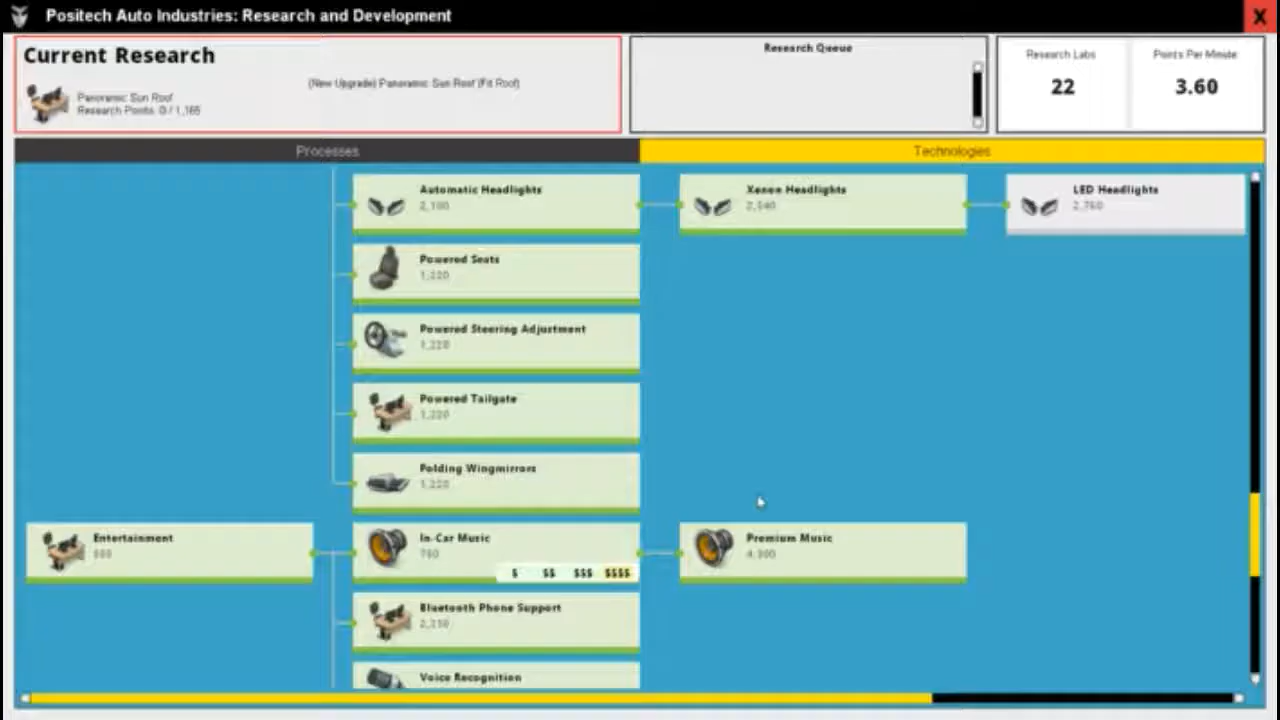 Positech Auto Industries: Research and Development
X
Current Research
(New Upgrade) Panoramic Sun Roof (Fit Roof)
Panoramic Sun Roof
Research Points: 0 / 1,165
Research Queue
Research Labs
22
Points Per Minute
3.60
Processes
Technologies
Automatic Headlights
2,100
Xenon Headlights
2,540
LED Headlights
2,760
Powered Seats
1,220
Powered Steering Adjustment
1,220
Powered Tailgate
1,220
Folding Wingmirrors
1,220
Entertainment
In-Car Music
760
$ $$ $$$ $$$$
Premium Music
Bluetooth Phone Support
Voice Recognition